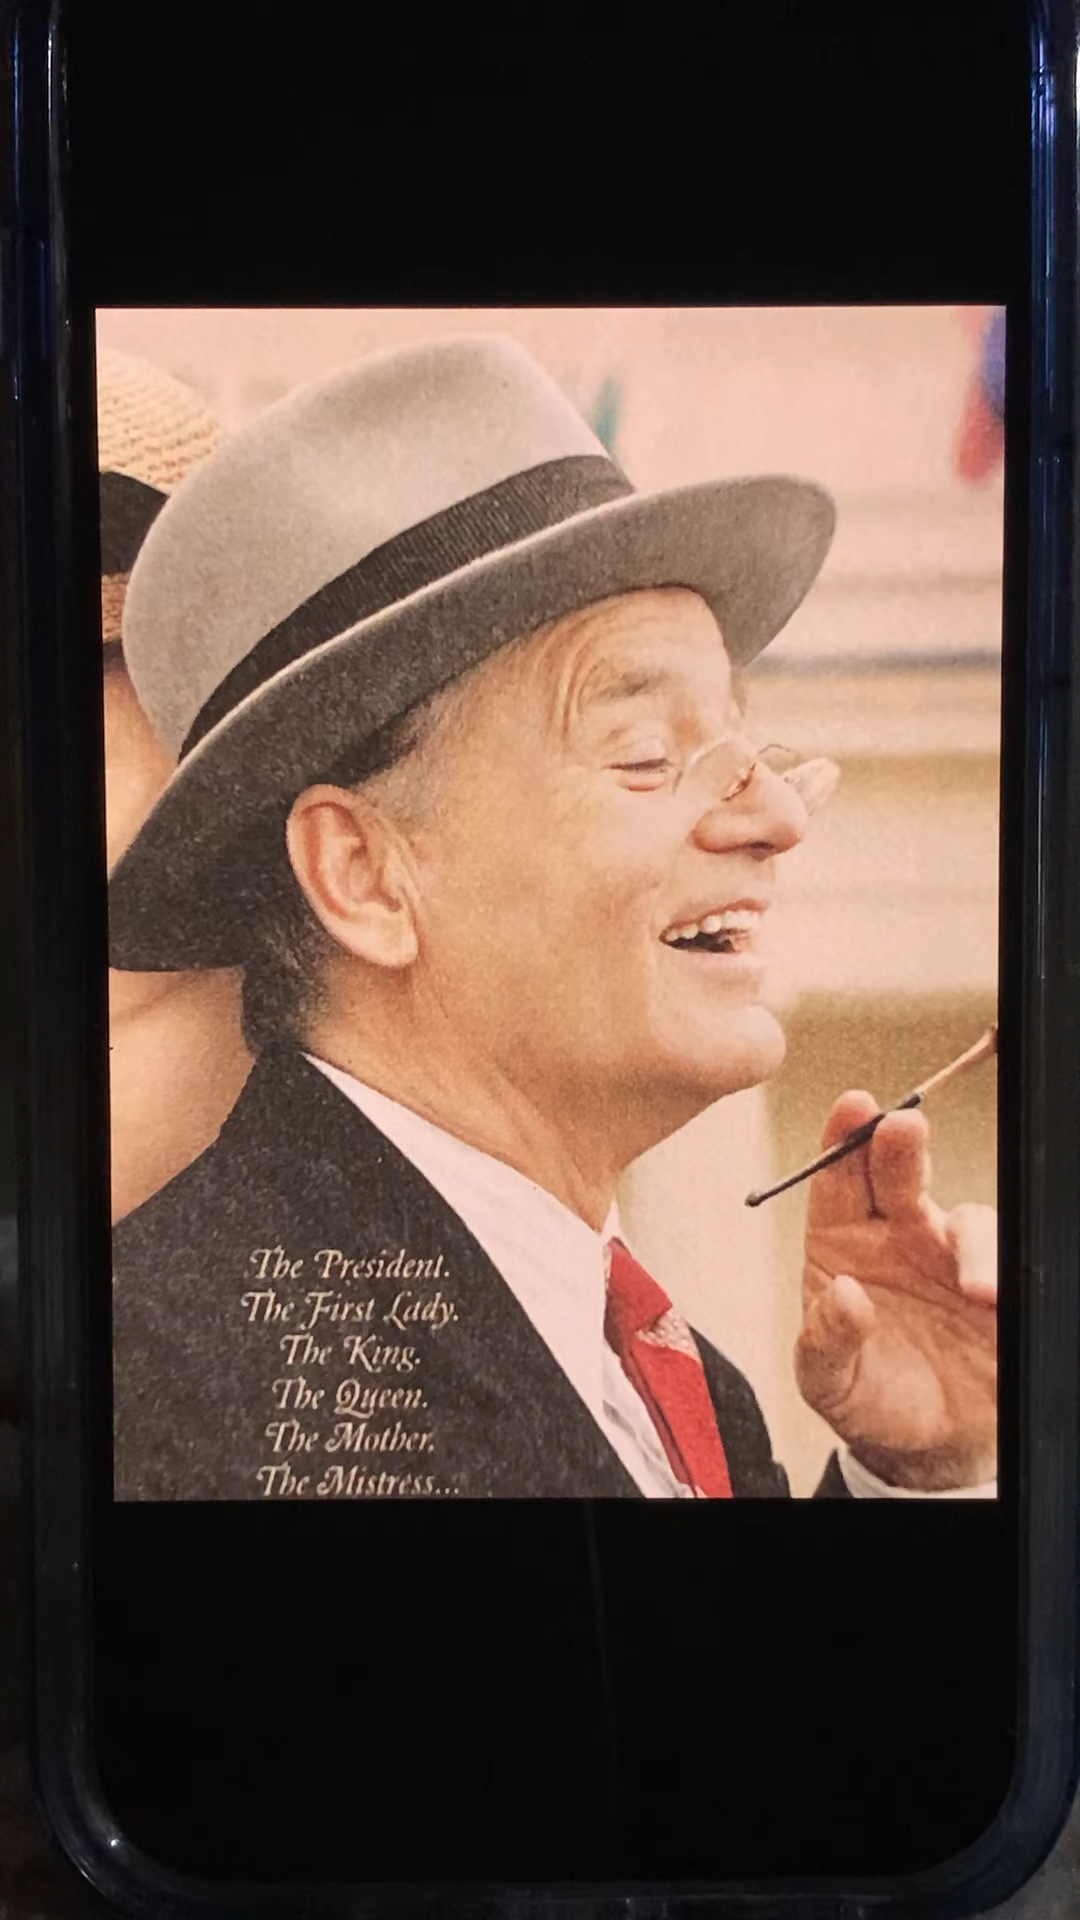 The President.
The First Lady.
The King.
The Queen.
The Mother.
The Mistress...